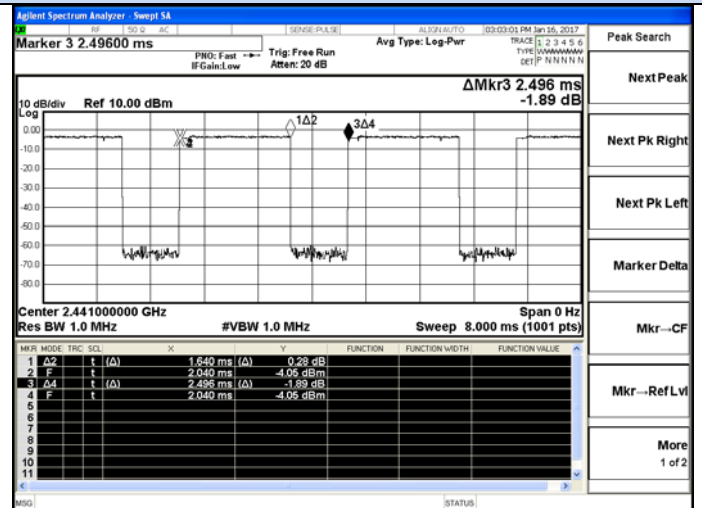 Agilent Spectrum Analyzer - Swept SA
RF 50 Ω AC SENSE:PULSE ALIGN AUTO 03:03:01 PM Jan 16, 2017
Marker 3 2.49600 ms
PNO: Fast
IFGain:Low
Trig: Free Run
Atten: 20 dB
Avg Type: Log-Pwr
TRACE 1 2 3 4 5 6
TYPE WWWWWW
DET P N N N N N
ΔMkr3 2.496 ms
-1.89 dB
10 dB/div Ref 10.00 dBm
Log
0.00
-10.0
-20.0
-30.0
-40.0
-50.0
-60.0
-70.0
-80.0
1Δ2
3Δ4
Center 2.441000000 GHz Span 0 Hz
Res BW 1.0 MHz #VBW 1.0 MHz Sweep 8.000 ms (1001 pts)
MKR MODE TRC SCL X Y FUNCTION FUNCTION WIDTH FUNCTION VALUE
1 Δ2 t (Δ) 1.640 ms (Δ) 0.28 dB
2 F t 2.040 ms -4.05 dBm
3 Δ4 t (Δ) 2.496 ms (Δ) -1.89 dB
4 F t 2.040 ms -4.05 dBm
5
6
7
8
9
10
11
MSG STATUS
Peak Search
Next Peak
Next Pk Right
Next Pk Left
Marker Delta
Mkr→CF
Mkr→Ref Lvl
More
1 of 2